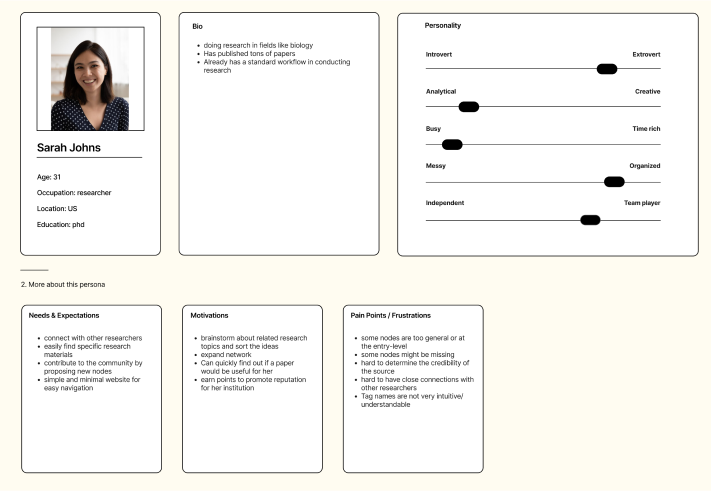 Sarah Johns
Age: 31
Occupation: researcher
Location: US
Education: phd
Bio
• doing research in fields like biology
• Has published tons of papers
• Already has a standard workflow in conducting
research
Personality
Introvert Extrovert
Analytical Creative
Busy Time rich
Messy Organized
Independent Team player
2. More about this persona
Needs & Expectations
• connect with other researchers
• easily find specific research
materials
• contribute to the community by
proposing new nodes
• simple and minimal website for
easy navigation
Motivations
• brainstorm about related research
topics and sort the ideas
• expand network
• Can quickly find out if a paper
would be useful for her
• earn points to promote reputation
for her institution
Pain Points / Frustrations
• some nodes are too general or at
the entry-level
• some nodes might be missing
• hard to determine the credibility of
the source
• hard to have close connections with
other researchers
• Tag names are not very intuitive/
understandable